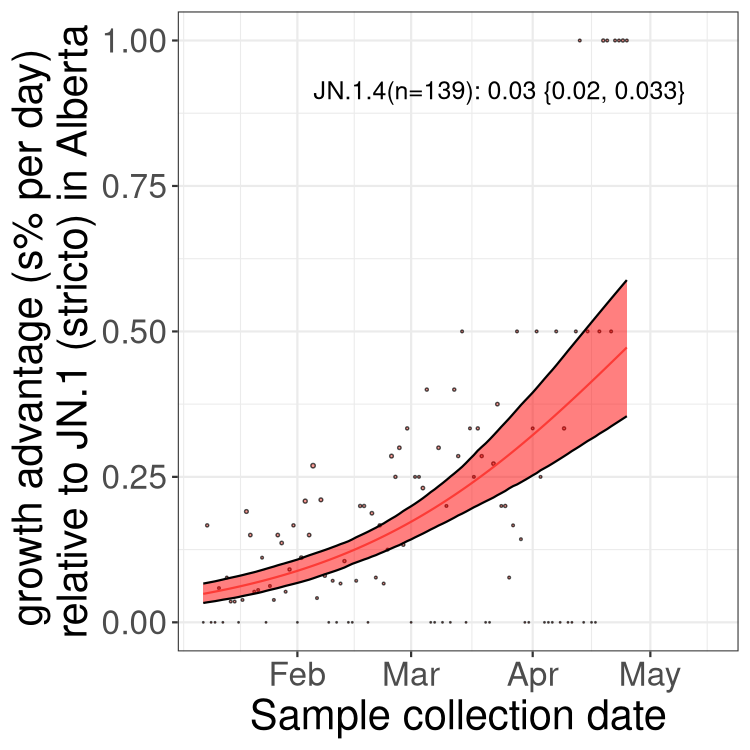 growth advantage (s% per day)
relative to JN.1 (stricto) in Alberta
1.00
0.75
0.50
0.25
0.00
JN.1.4(n=139): 0.03 {0.02, 0.033}
Feb
Mar
Apr
May
Sample collection date